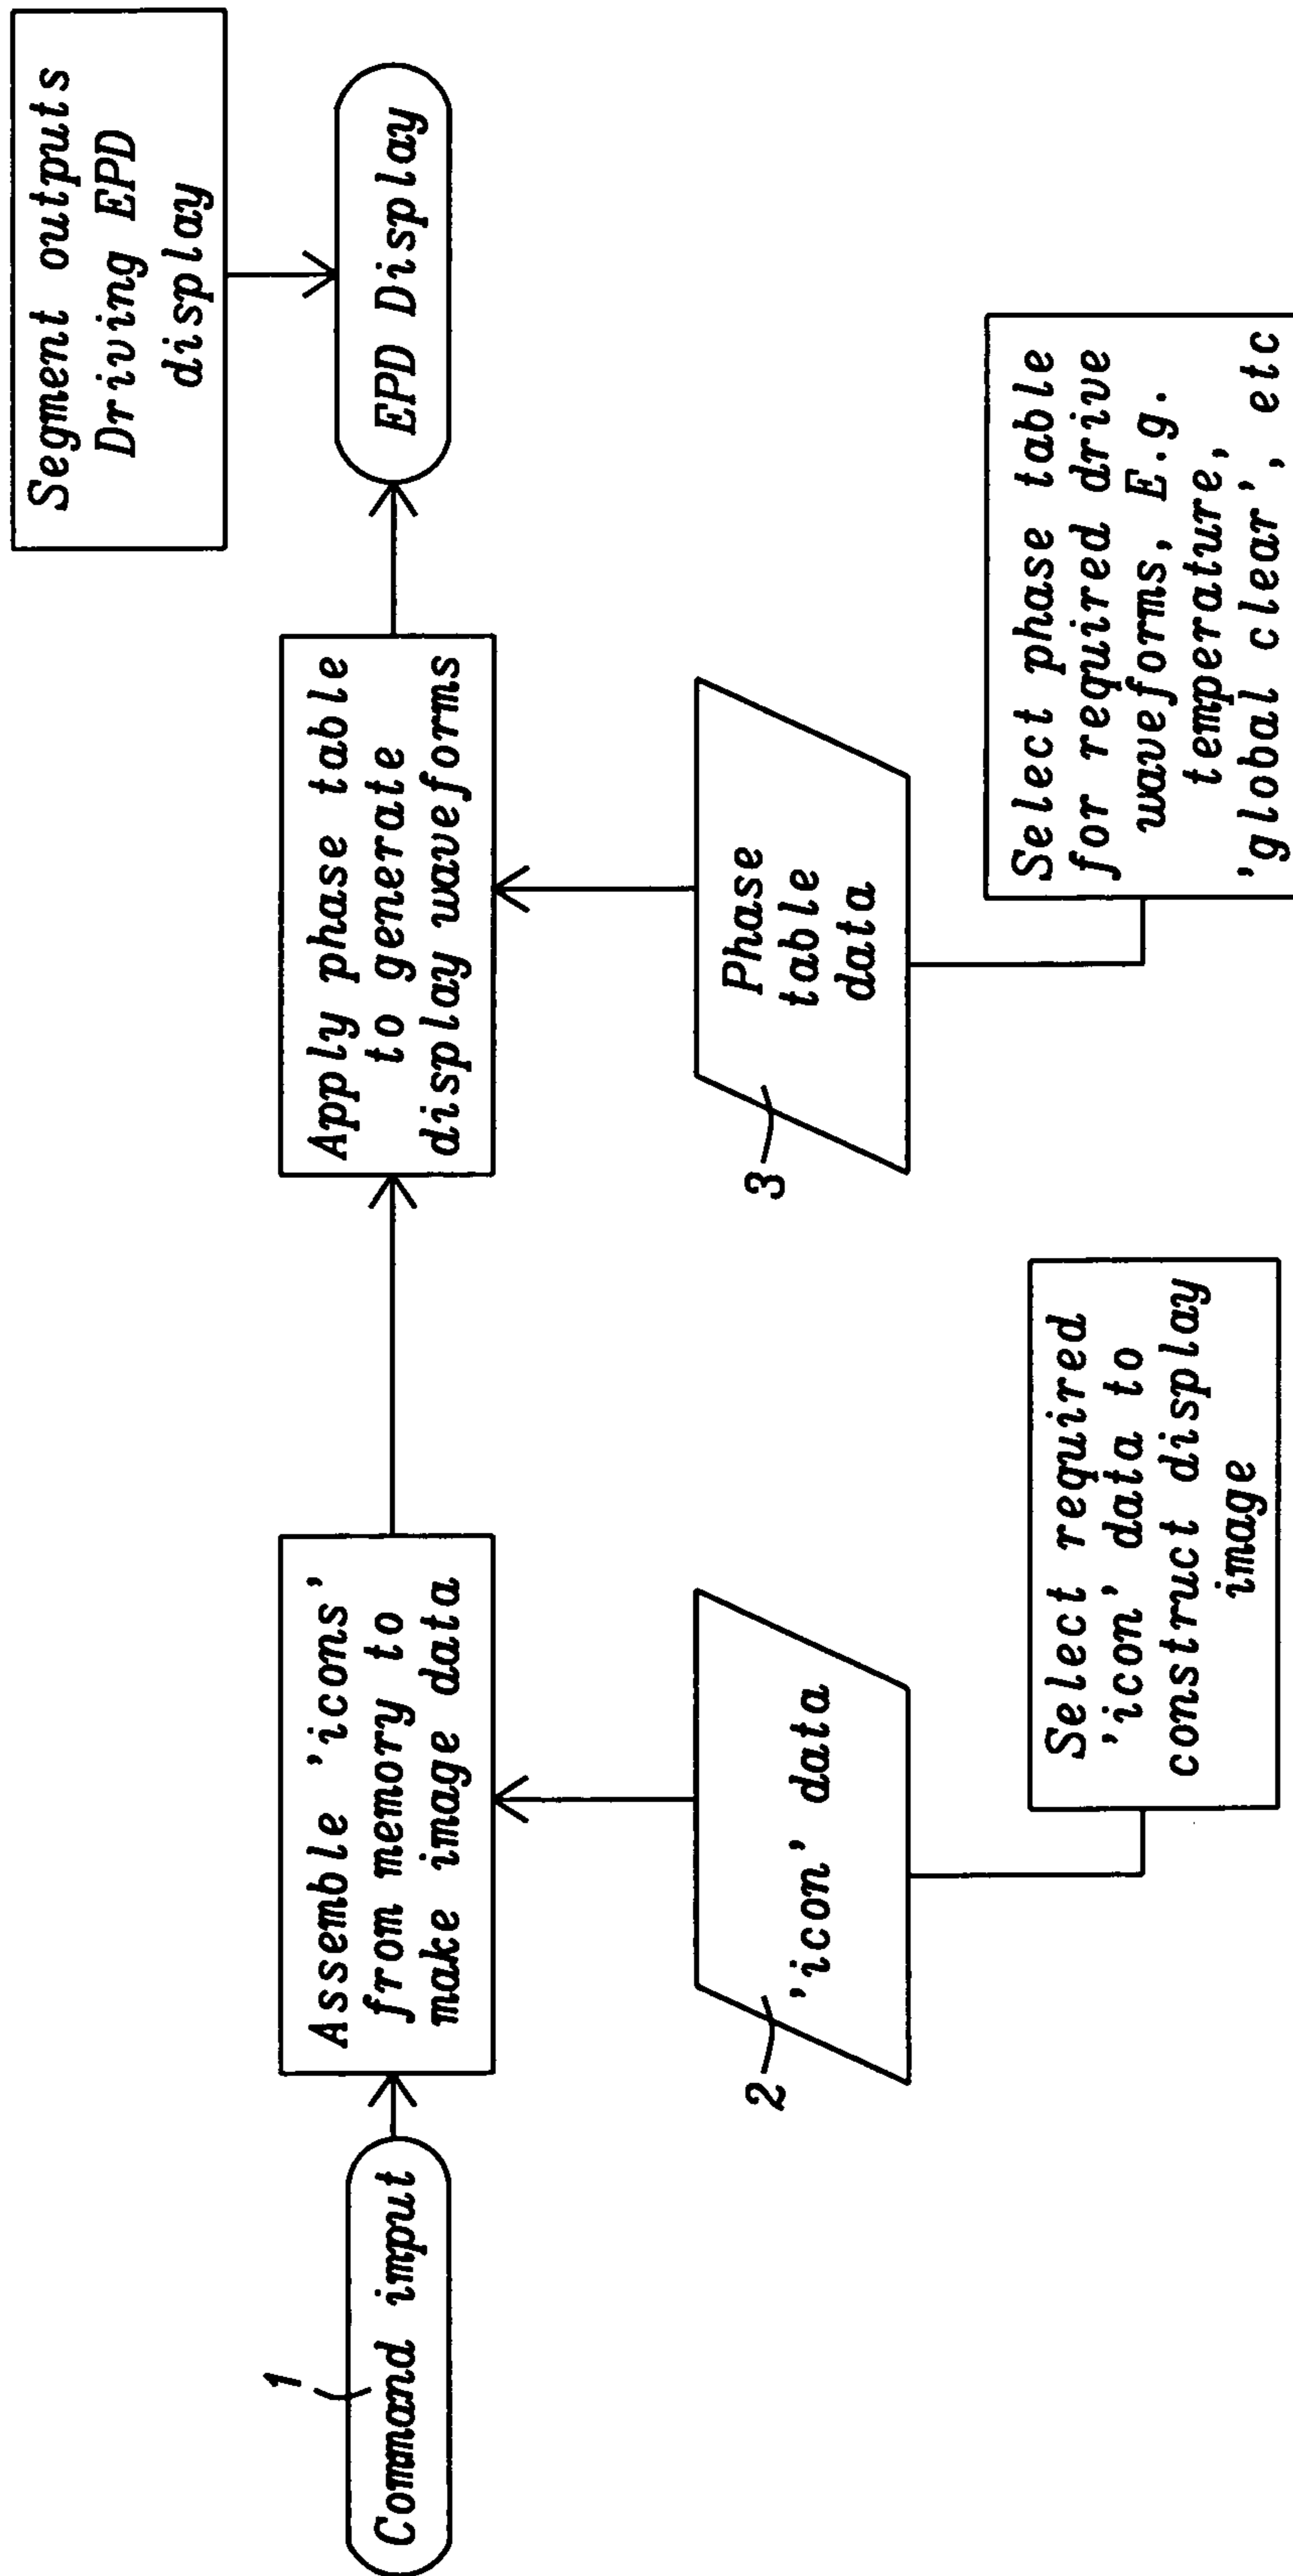 Segment outputs
Driving EPD
display
1
Command input
Assemble 'icons'
from memory to
make image data
Apply phase table
to generate
display waveforms
EPD Display
2
'icon' data
3
Phase
table
data
Select required
'icon' data to
construct display
image
Select phase table
for required drive
waveforms, E.g.
temperature,
'global clear', etc